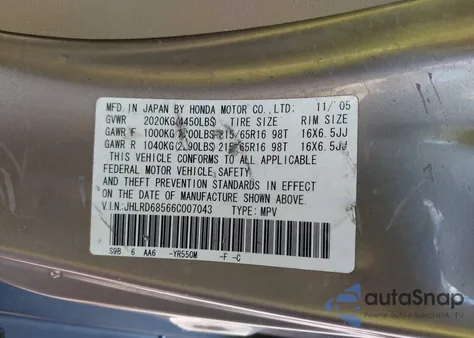 MFD. IN JAPAN BY HONDA MOTOR CO., LTD. 11/'05
GVWR 2020KG(4450LBS) TIRE SIZE RIM SIZE
GAWR F 1000KG( 00LBS) 215/65R16 98T 16X6.5JJ
GAWR R 1040KG(2 90LBS) 215/65R16 98T 16X6.5JJ
THIS VEHICLE CONFORMS TO ALL APPLICABLE
FEDERAL MOTOR VEHICLE SAFETY
AND THEFT PREVENTION STANDARDS IN EFFECT ON
THE DATE OF MANUFACTURE SHOWN ABOVE.
V.I.N:JHLRD68566C007043 TYPE: MPV
S9B 6 AA6 -YR550M -F -C
autoSnap